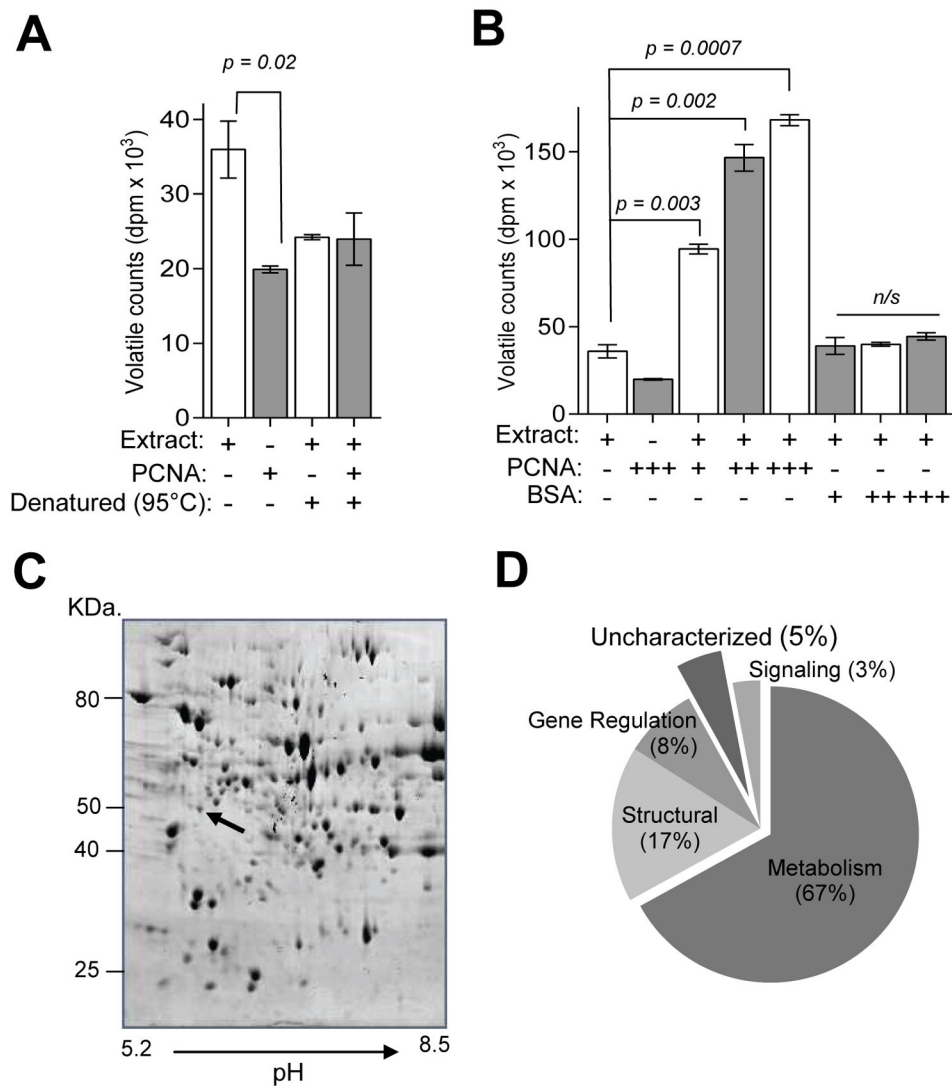 A
p = 0.02
Volatile counts (dpm x 10³)
40
30
20
10
0
Extract: + - + +
PCNA: - + - +
Denatured (95°C): - - + +
B
p = 0.0007
p = 0.002
p = 0.003
n/s
Volatile counts (dpm x 10³)
150
100
50
0
Extract: + - + + + + + +
PCNA: - +++ + ++ +++ - - -
BSA: - - - - - + ++ +++
C
KDa.
80
50
40
25
5.2
8.5
pH
D
Uncharacterized (5%)
Signaling (3%)
Gene Regulation
(8%)
Structural
(17%)
Metabolism
(67%)